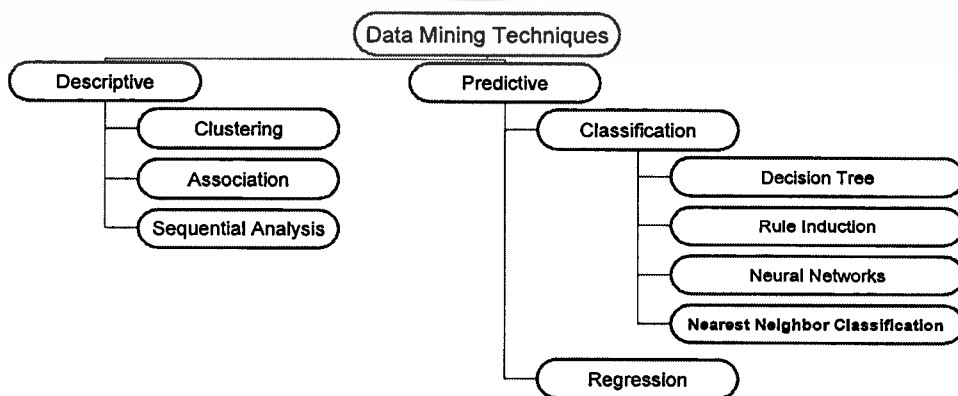 Data Mining Techniques
Descriptive
Predictive
Clustering
Association
Sequential Analysis
Classification
Decision Tree
Rule Induction
Neural Networks
Nearest Neighbor Classification
Regression